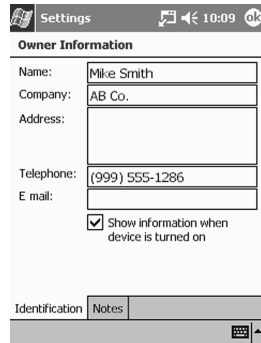 Settings 10:09 ok
Owner Information
Name: Mike Smith
Company: AB Co.
Address:
Telephone: (999) 555-1286
E mail:
Show information when
device is turned on
Identification Notes